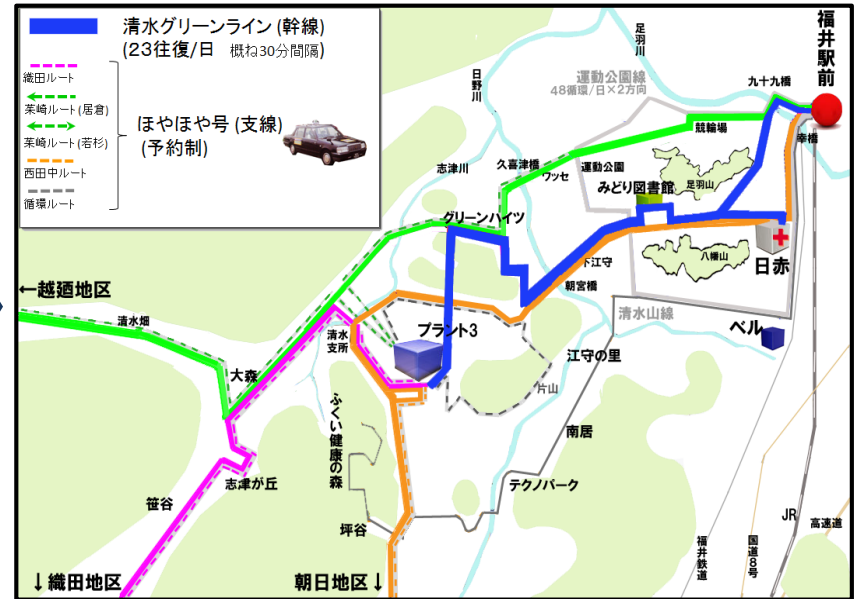 清水グリーンライン (幹線)
(23往復/日 概ね30分間隔)
織田ルート
茱崎ルート(居倉)
茱崎ルート(若杉)
西田中ルート
循環ルート
ほやほや号 (支線)
(予約制)
福井駅前
足羽川
日野川
運動公園線
48循環/日×2方向
九十九橋
幸橋
競輪場
久喜津橋
ワッセ
運動公園
足羽山
志津川
みどり図書館
グリーンハイツ
八幡山
日赤
下江守
朝宮橋
←越廼地区
清水畑
清水山線
ベル
プラント3
清水
支所
江守の里
大森
片山
ふくい健康の森
南居
志津が丘
テクノパーク
笹谷
坪谷
JR
高速道
福井鉄道
国道8号
↓織田地区
朝日地区↓